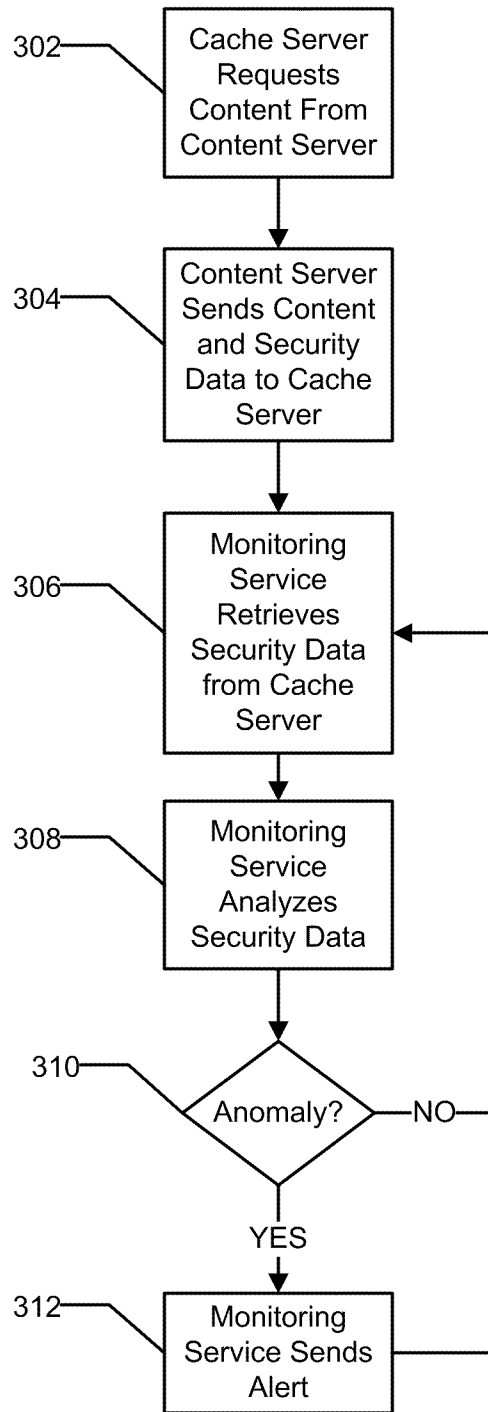 302
Cache Server
Requests
Content From
Content Server
304
Content Server
Sends Content
and Security
Data to Cache
Server
306
Monitoring
Service
Retrieves
Security Data
from Cache
Server
308
Monitoring
Service
Analyzes
Security Data
310
Anomaly?
NO
YES
312
Monitoring
Service Sends
Alert